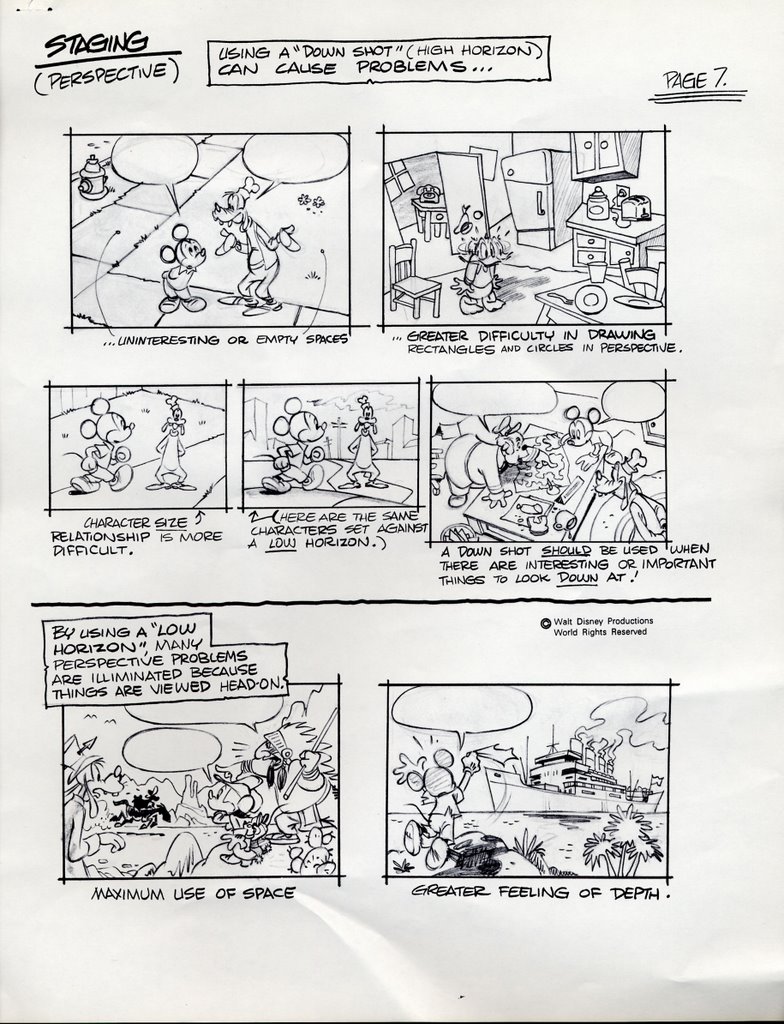 STAGING
(PERSPECTIVE)
USING A "DOWN SHOT" (HIGH HORIZON)
CAN CAUSE PROBLEMS...
PAGE 7.
...UNINTERESTING OR EMPTY SPACES
... GREATER DIFFICULTY IN DRAWING
RECTANGLES AND CIRCLES IN PERSPECTIVE.
CHARACTER SIZE
RELATIONSHIP IS MORE
DIFFICULT.
(HERE ARE THE SAME
CHARACTERS SET AGAINST
A LOW HORIZON.)
A DOWN SHOT SHOULD BE USED WHEN
THERE ARE INTERESTING OR IMPORTANT
THINGS TO LOOK DOWN AT!
© Walt Disney Productions
World Rights Reserved
BY USING A "LOW
HORIZON", MANY
PERSPECTIVE PROBLEMS
ARE ILLIMINATED BECAUSE
THINGS ARE VIEWED HEAD-ON.
MAXIMUM USE OF SPACE
GREATER FEELING OF DEPTH.